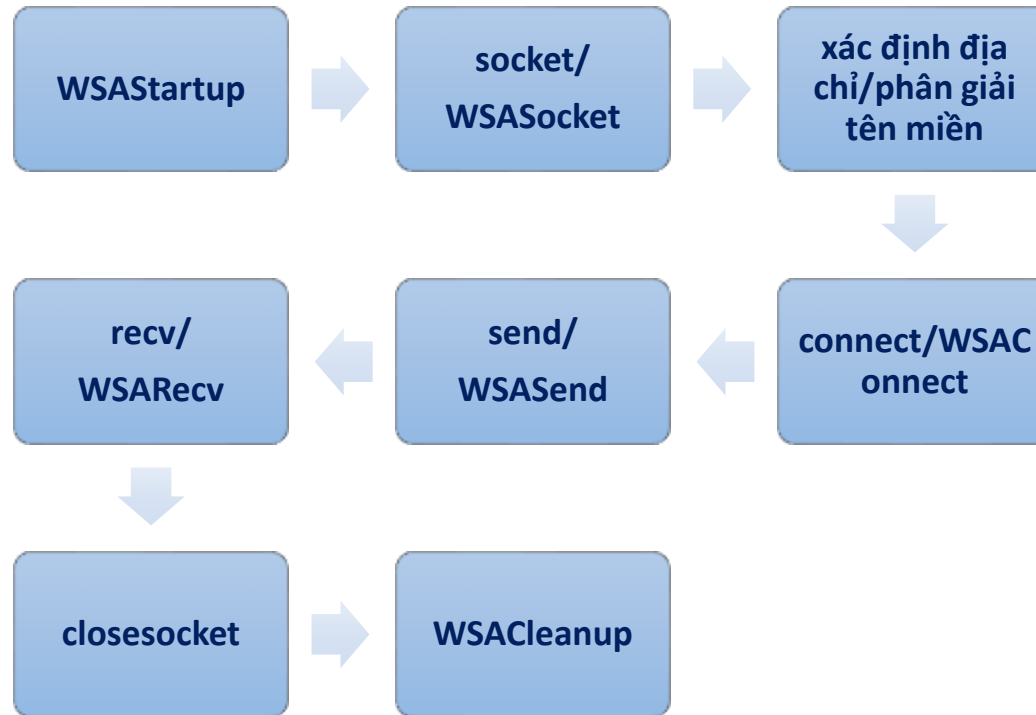 WSAStartup
socket/
WSASocket
xác định địa
chỉ/phân giải
tên miền
connect/WSAC
onnect
send/
WSASend
recv/
WSARecv
closesocket
WSACleanup